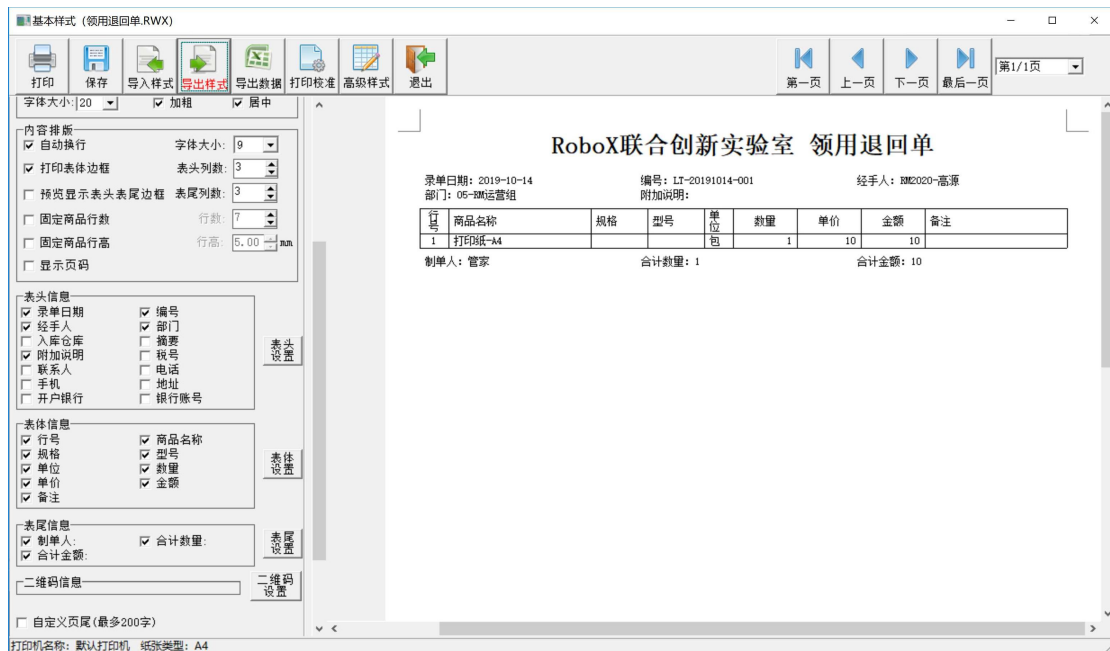 基本样式（领用退回单.RWX）
打印 保存 导入样式 导出样式 导出数据 打印校准 高级样式 退出 第一页 上一页 下一页 最后一页 第1/1页
字体大小: 20 加粗 居中
内容排版
自动换行 字体大小: 9
打印表体边框 表头列数: 3
预览显示表头表尾边框 表尾列数: 3
固定商品行数 行数: 7
固定商品行高 行高: 5.00 mm
显示页码
表头信息
录单日期 编号
经手人 部门
入库仓库 摘要
附加说明 税号
联系人 电话
手机 地址
开户银行 银行账号
表头设置
表体信息
行号 商品名称
规格 型号
单位 数量
单价 金额
备注
表体设置
表尾信息
制单人: 合计数量:
合计金额:
表尾设置
二维码信息
二维码设置
自定义页尾(最多200字)
RoboX联合创新实验室 领用退回单
录单日期: 2019-10-14 编号: LT-20191014-001 经手人: RM2020-高源
部门: 05-RM运营组 附加说明:
行号 商品名称 规格 型号 单位 数量 单价 金额 备注
1 打印纸-A4 包 1 10 10
制单人: 管家 合计数量: 1 合计金额: 10
打印机名称: 默认打印机 纸张类型: A4